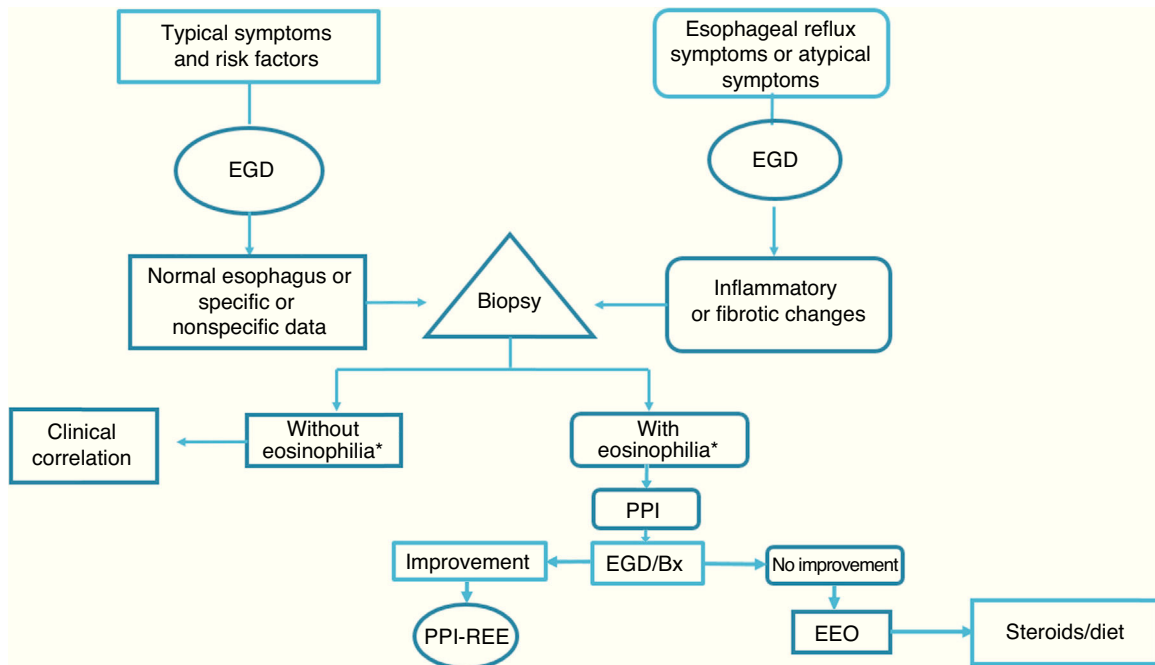 Typical symptoms
and risk factors
Esophageal reflux
symptoms or atypical
symptoms
EGD
EGD
Normal esophagus or
specific or
nonspecific data
Biopsy
Inflammatory
or fibrotic changes
Clinical
correlation
Without
eosinophilia*
With
eosinophilia*
PPI
Improvement
EGD/Bx
No improvement
PPI-REE
EEO
Steroids/diet